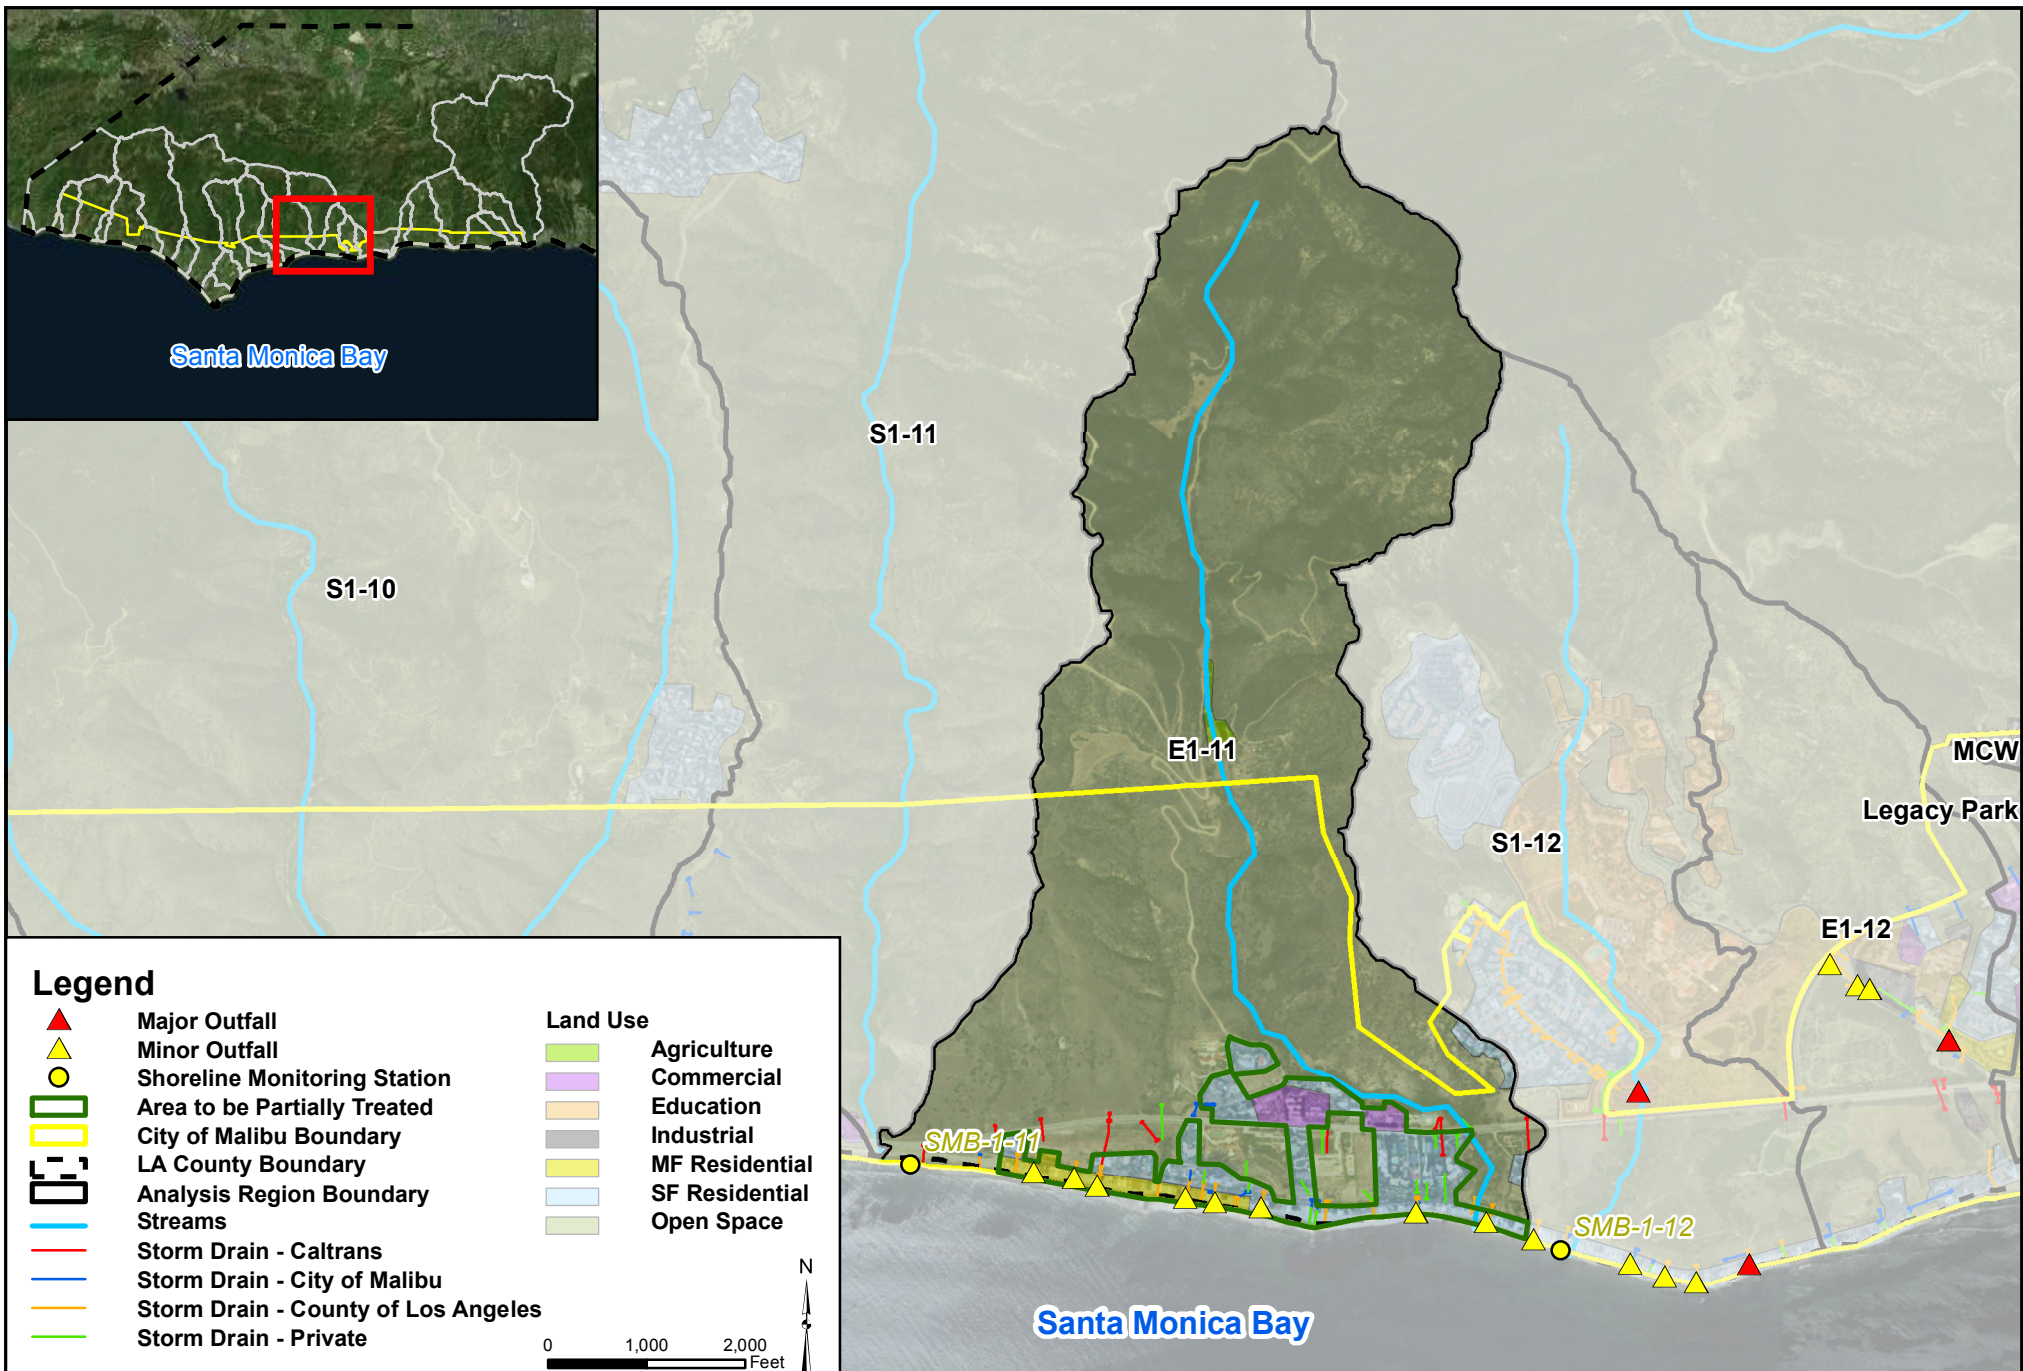 Santa Monica Bay
S1-11
S1-10
E1-11
MCW
Legacy Park
S1-12
E1-12
SMB-1-11
SMB-1-12
Santa Monica Bay
Legend
Major Outfall
Minor Outfall
Shoreline Monitoring Station
Area to be Partially Treated
City of Malibu Boundary
LA County Boundary
Analysis Region Boundary
Streams
Storm Drain - Caltrans
Storm Drain - City of Malibu
Storm Drain - County of Los Angeles
Storm Drain - Private
Land Use
Agriculture
Commercial
Education
Industrial
MF Residential
SF Residential
Open Space
N
0 1,000 2,000
Feet